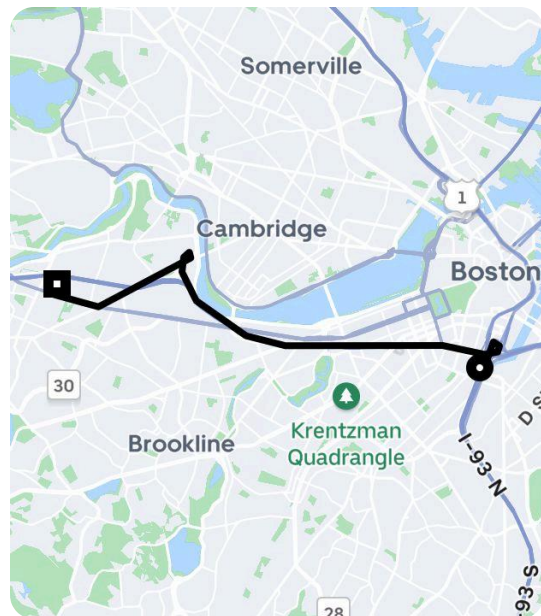 Somerville
1
Cambridge
Boston
30
Krentzman
Quadrangle
Brookline
D S
I-93 N
-93 S
28